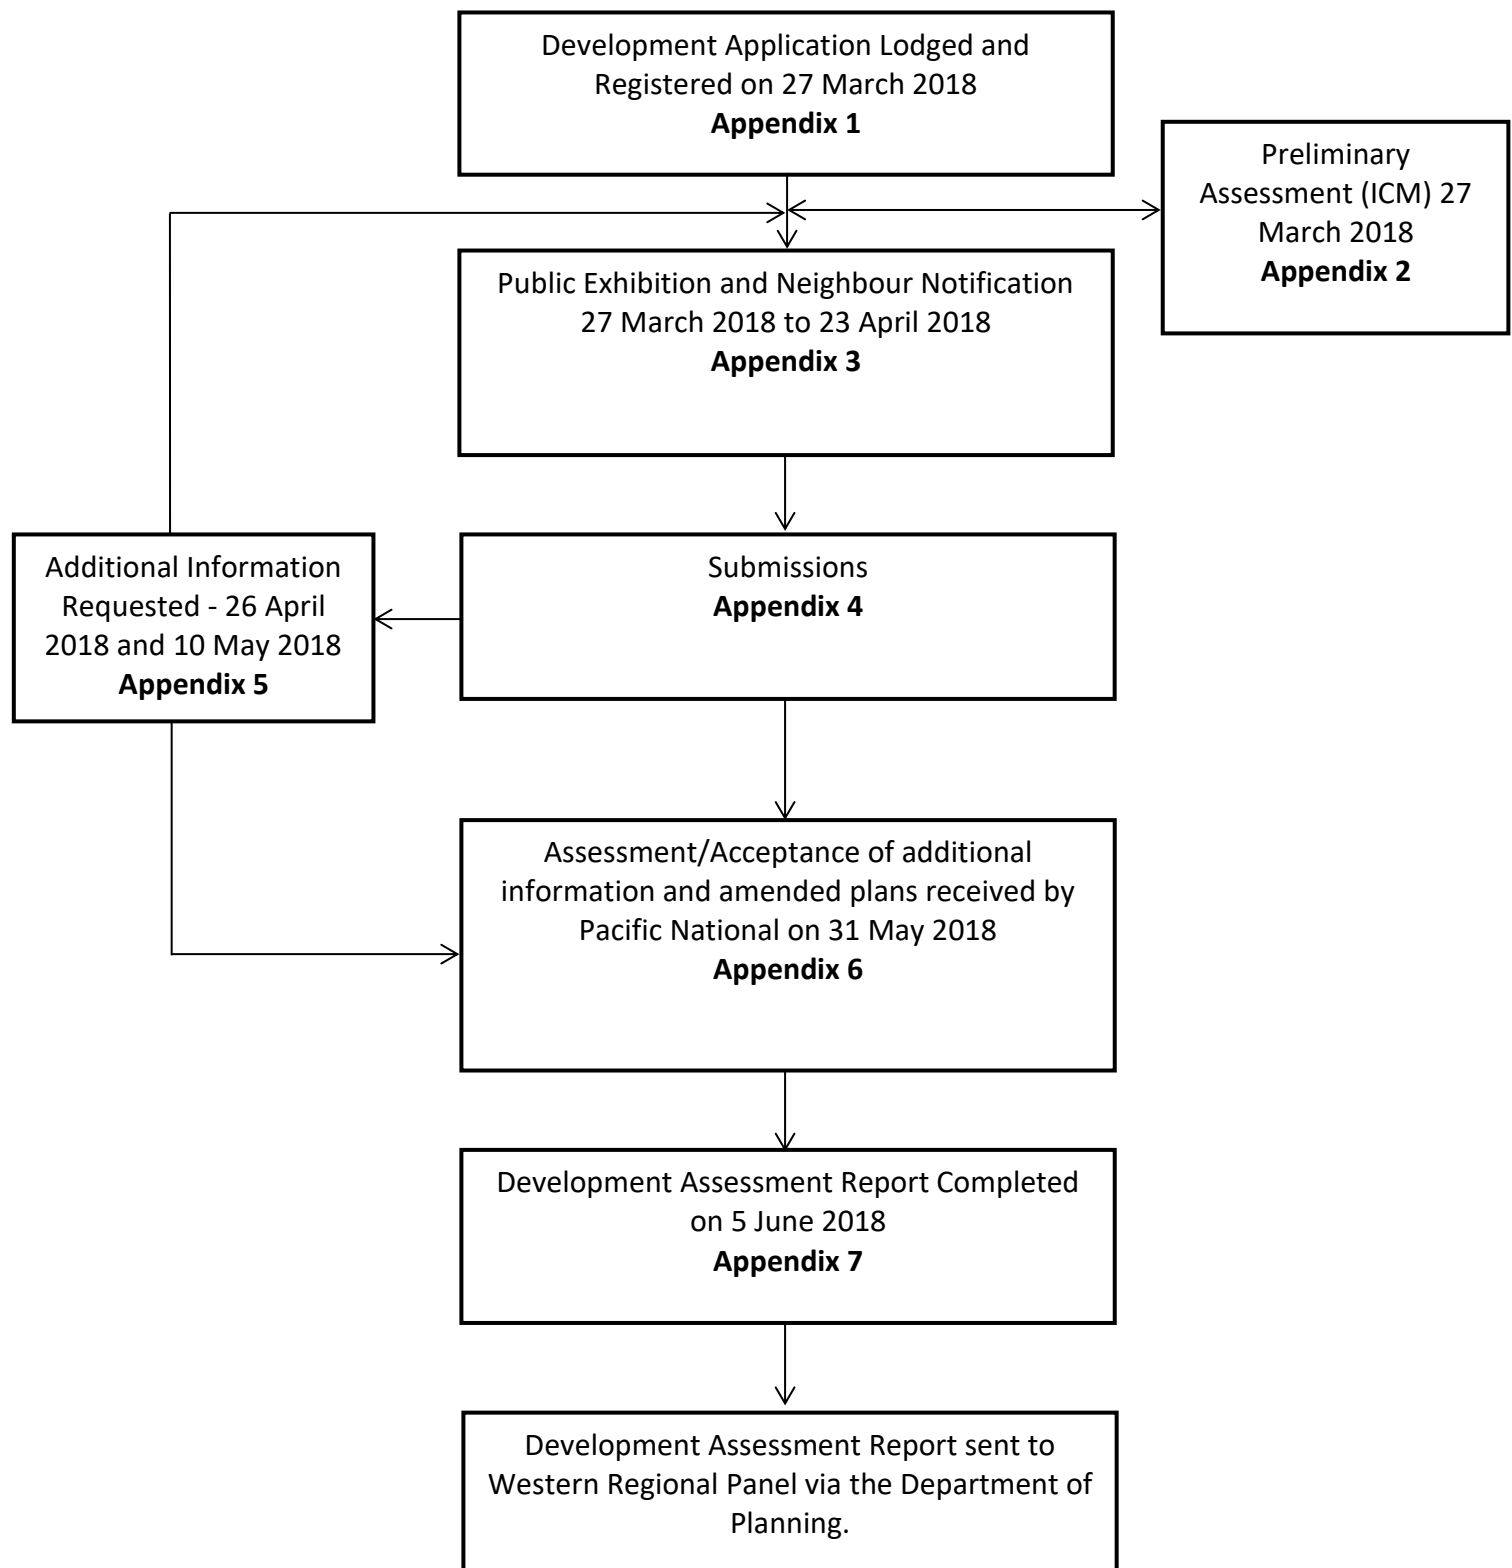 Development Application Lodged and
Registered on 27 March 2018
Appendix 1
Preliminary
Assessment (ICM) 27
March 2018
Appendix 2
Public Exhibition and Neighbour Notification
27 March 2018 to 23 April 2018
Appendix 3
Additional Information
Requested - 26 April
2018 and 10 May 2018
Appendix 5
Submissions
Appendix 4
Assessment/Acceptance of additional
information and amended plans received by
Pacific National on 31 May 2018
Appendix 6
Development Assessment Report Completed
on 5 June 2018
Appendix 7
Development Assessment Report sent to
Western Regional Panel via the Department of
Planning.